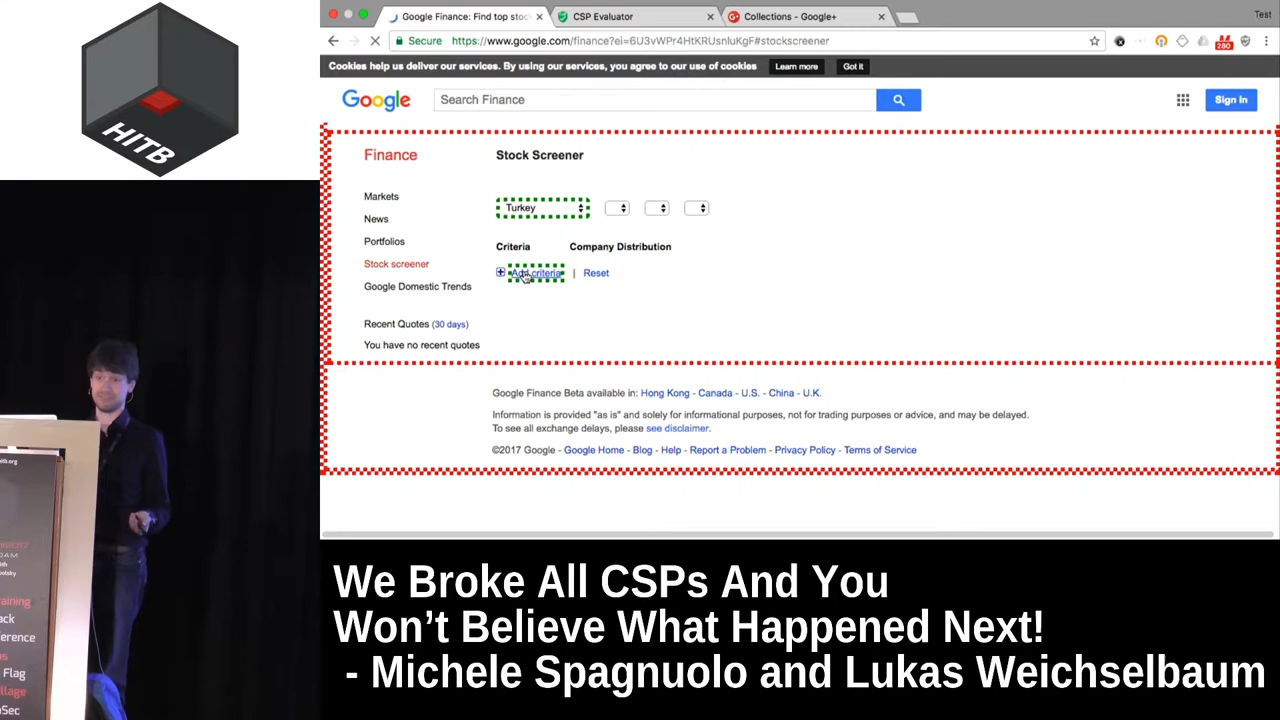 HITB
Google Finance: Find top stoc
CSP Evaluator
Collections - Google+
Test
Secure https://www.google.com/finance?ei=6U3vWPr4HtKRUsnluKgF#stockscreener
280
Cookies help us deliver our services. By using our services, you agree to our use of cookies Learn more Got it
Google Search Finance Sign in
Finance Stock Screener
Markets
News
Portfolios
Stock screener
Google Domestic Trends
Recent Quotes (30 days)
You have no recent quotes
Turkey
Criteria Company Distribution
Add criteria | Reset
Google Finance Beta available in: Hong Kong - Canada - U.S. - China - U.K.
Information is provided "as is" and solely for informational purposes, not for trading purposes or advice, and may be delayed.
To see all exchange delays, please see disclaimer.
©2017 Google - Google Home - Blog - Help - Report a Problem - Privacy Policy - Terms of Service
We Broke All CSPs And You
Won't Believe What Happened Next!
- Michele Spagnuolo and Lukas Weichselbaum
Flag